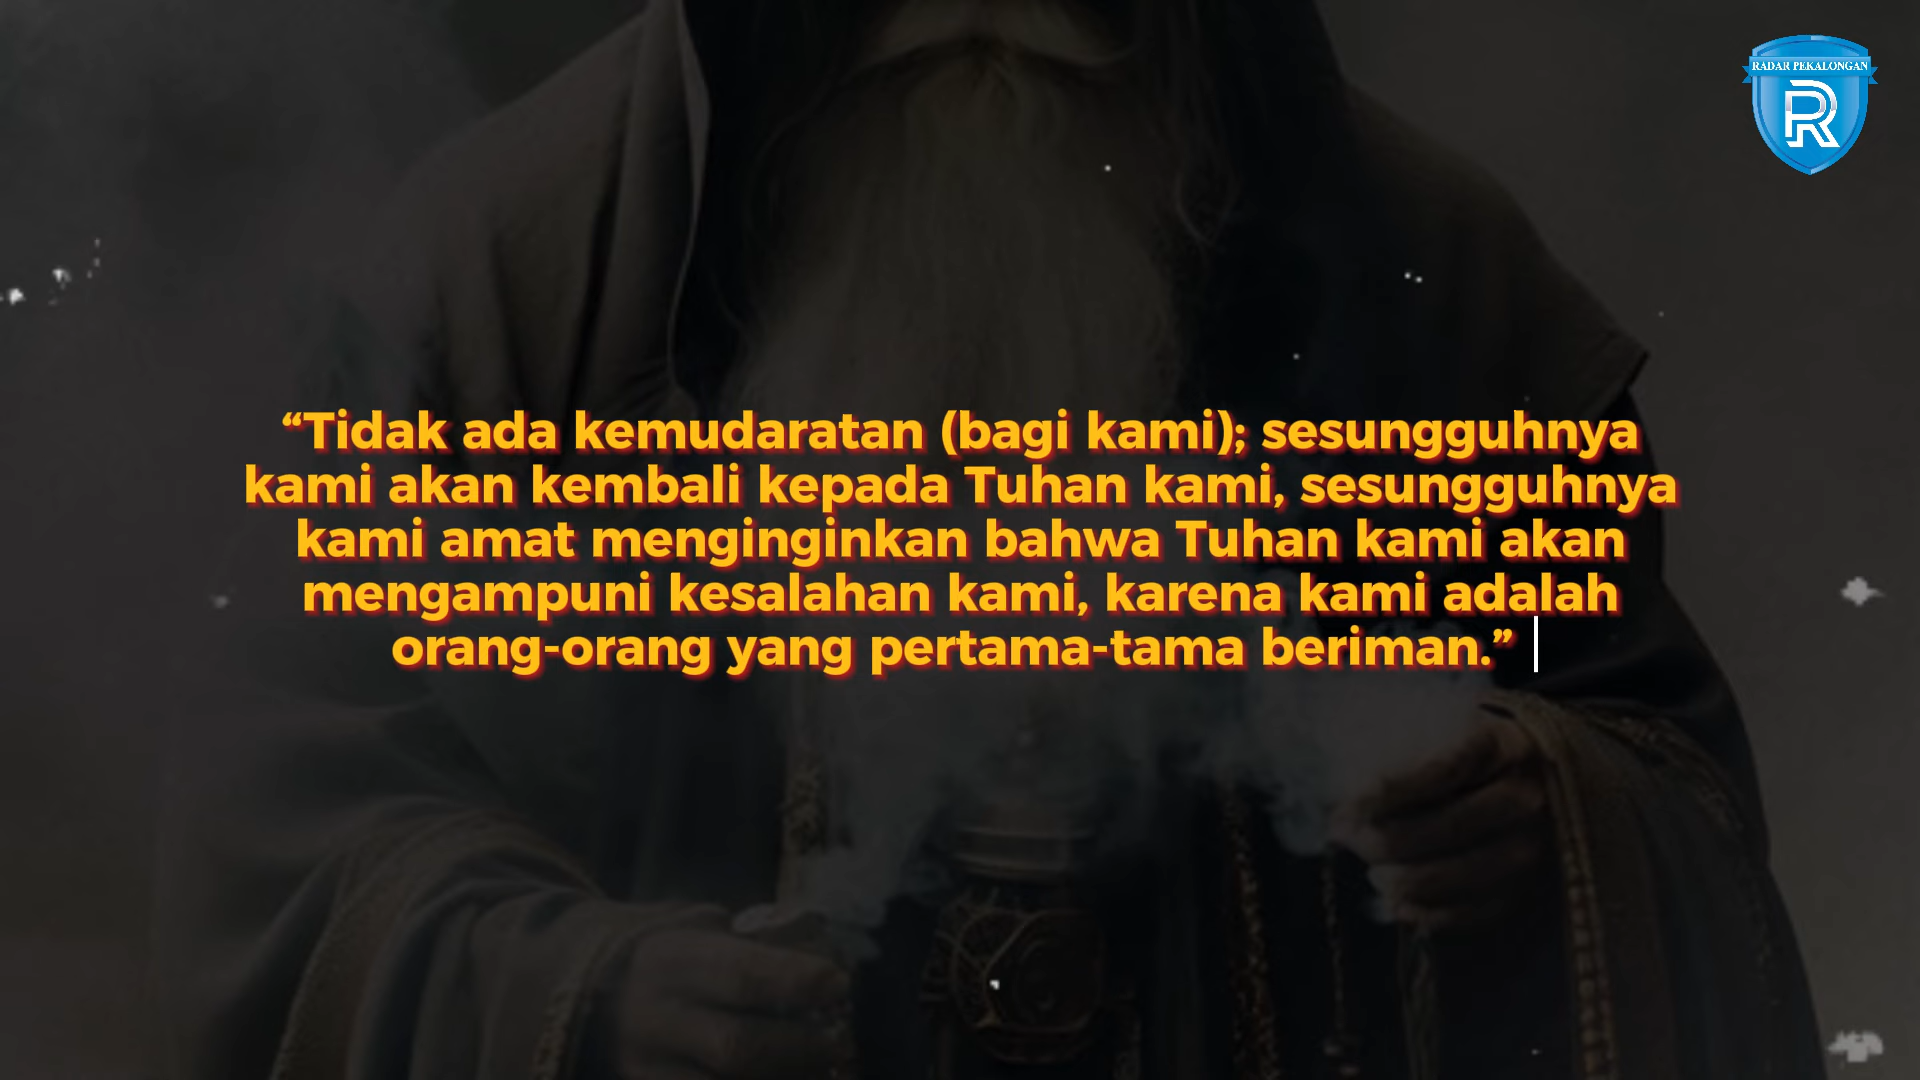 RADAR PEKALONGAN
R
“Tidak ada kemudaratan (bagi kami); sesungguhnya
kami akan kembali kepada Tuhan kami, sesungguhnya
kami amat menginginkan bahwa Tuhan kami akan
mengampuni kesalahan kami, karena kami adalah
orang-orang yang pertama-tama beriman.”